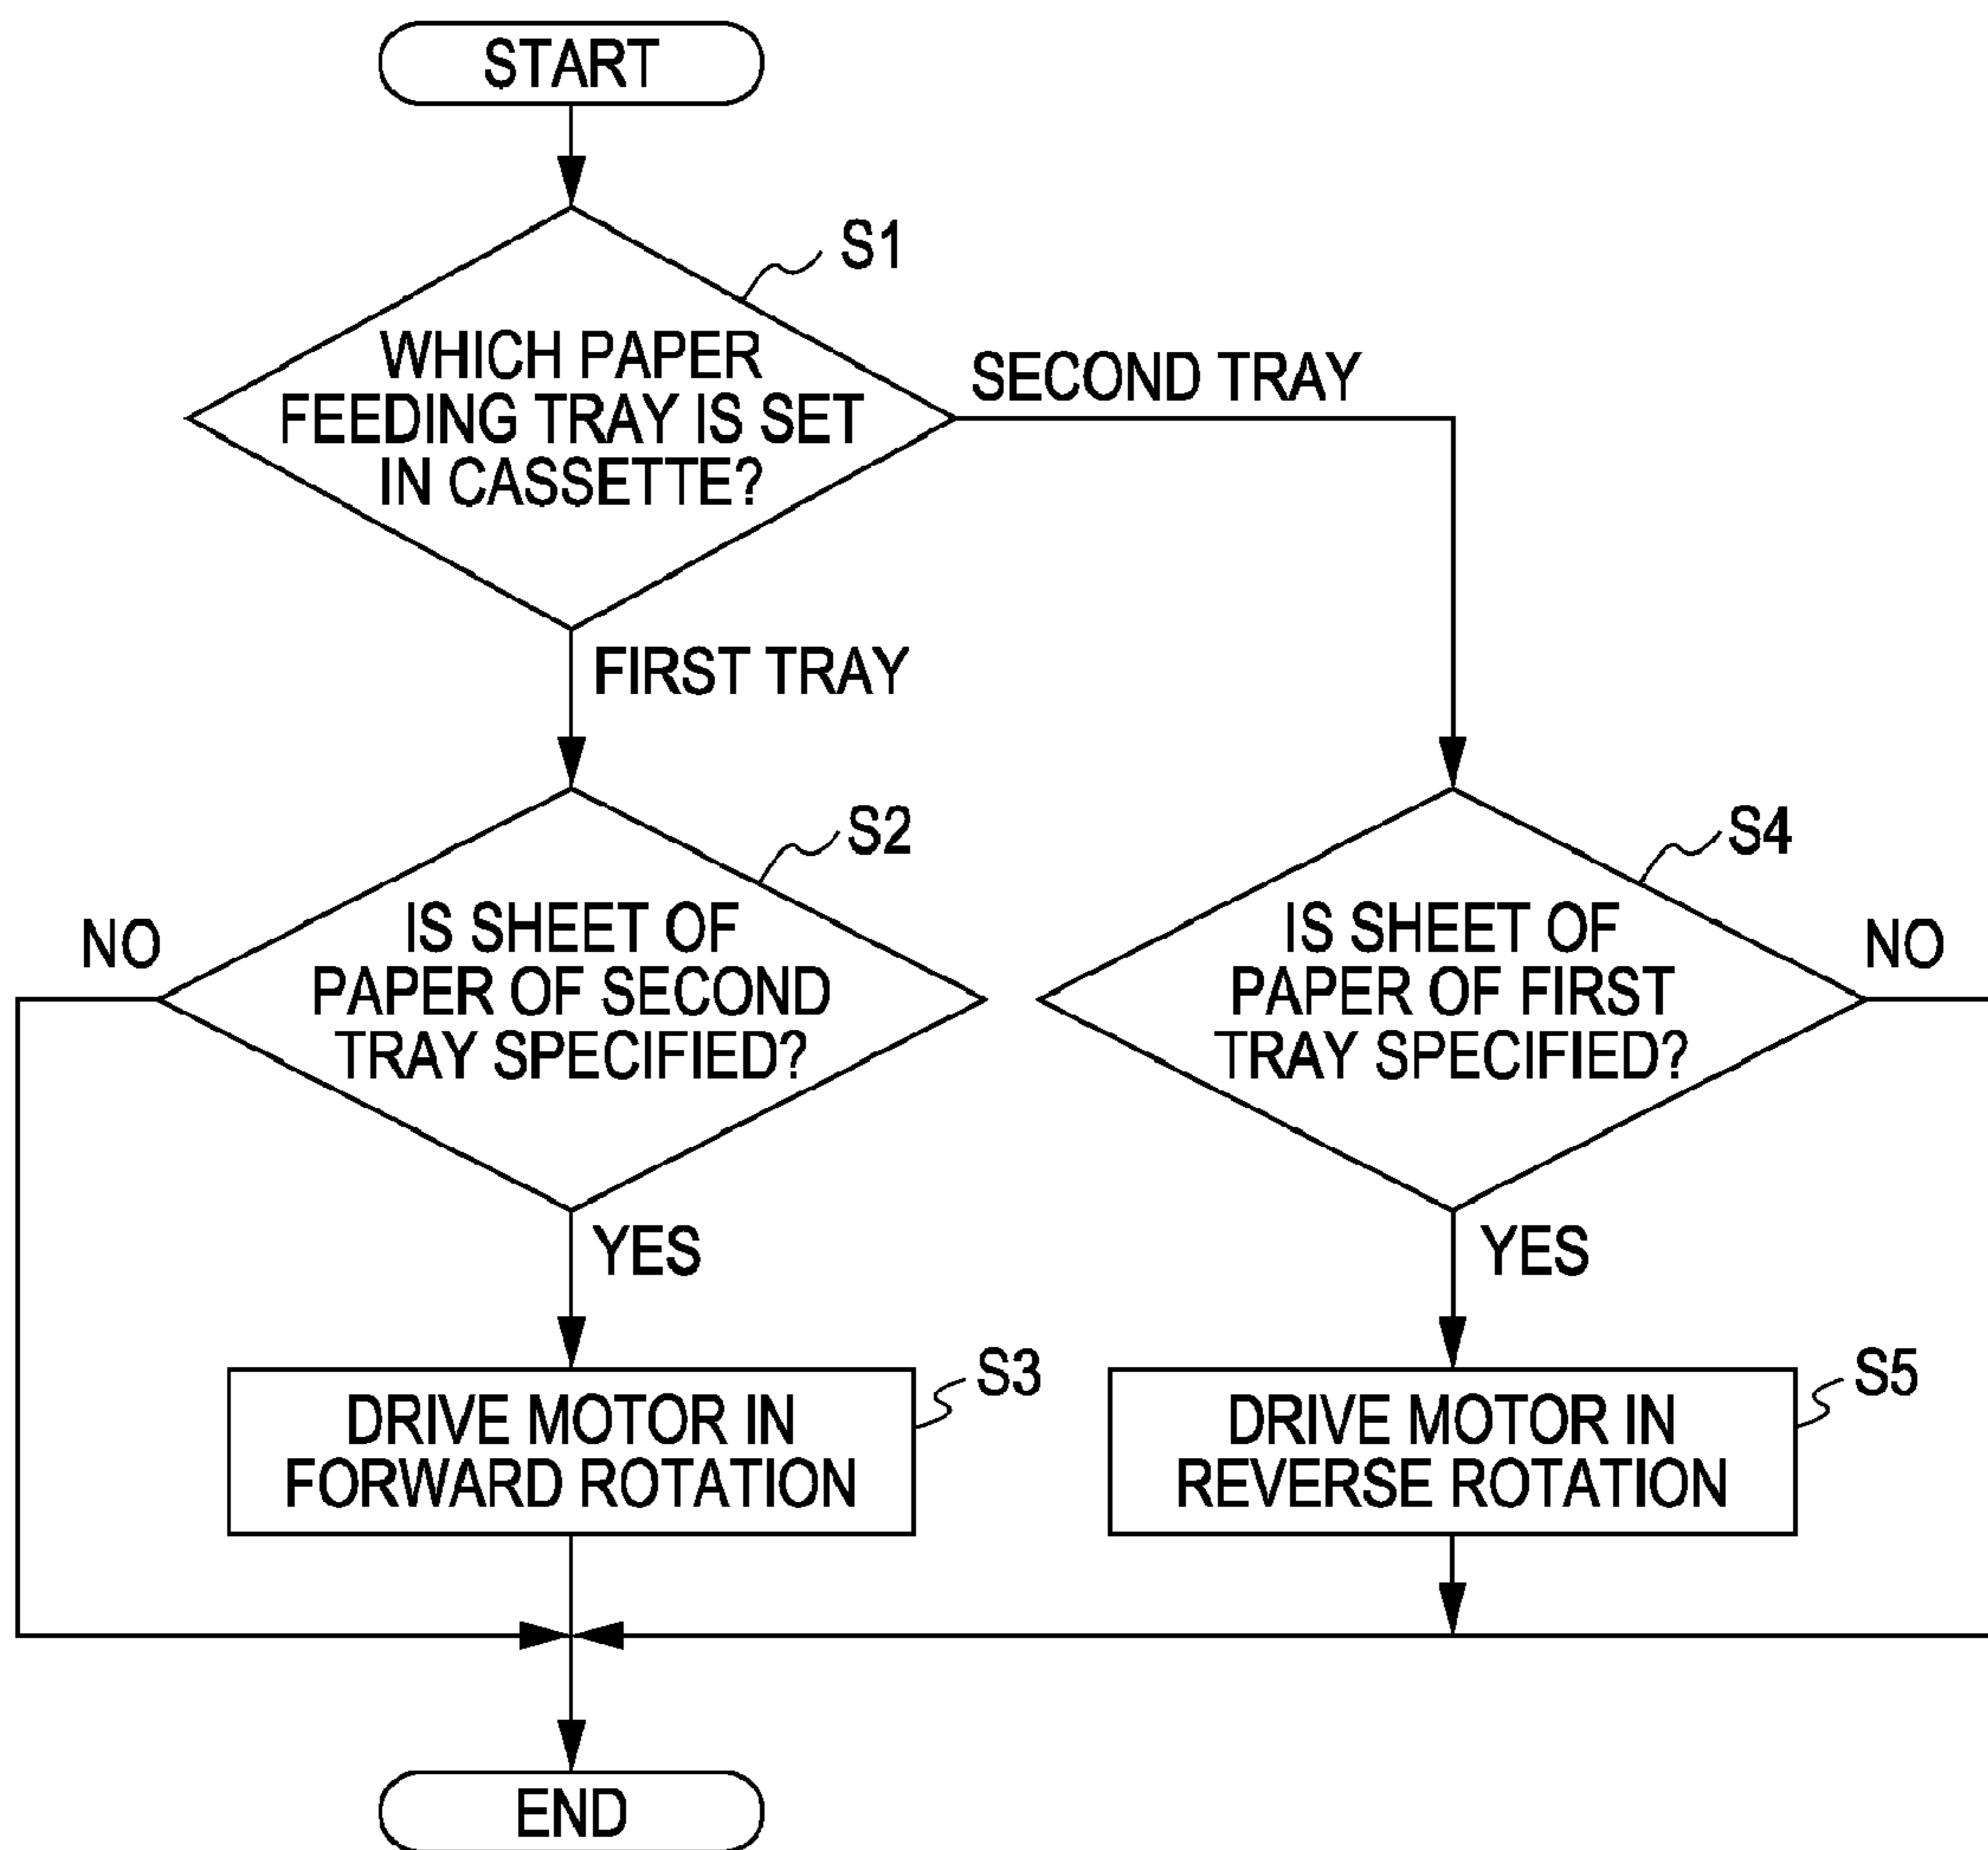 START
S1
WHICH PAPER
FEEDING TRAY IS SET
IN CASSETTE?
SECOND TRAY
FIRST TRAY
S2
NO
IS SHEET OF
PAPER OF SECOND
TRAY SPECIFIED?
YES
S4
IS SHEET OF
PAPER OF FIRST
TRAY SPECIFIED?
NO
YES
S3
DRIVE MOTOR IN
FORWARD ROTATION
S5
DRIVE MOTOR IN
REVERSE ROTATION
END